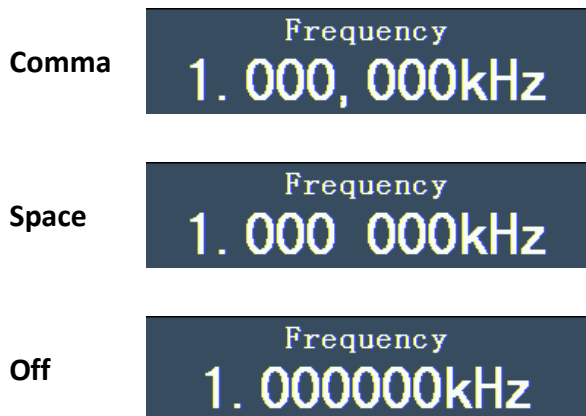 Comma
Frequency
1. 000, 000kHz
Space
Frequency
1. 000 000kHz
Off
Frequency
1. 000000kHz